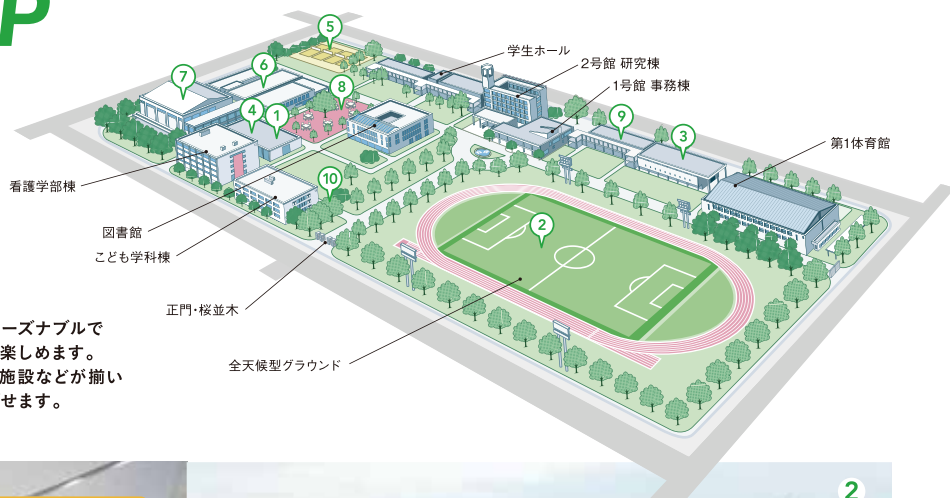 P
5
学生ホール
2号館 研究棟
1号館 事務棟
7
6
8
4
1
9
3
第1体育館
看護学部棟
10
図書館
こども学科棟
2
正門・桜並木
全天候型グラウンド
ーズナブルで
楽しめます。
施設などが揃い
せます。
2